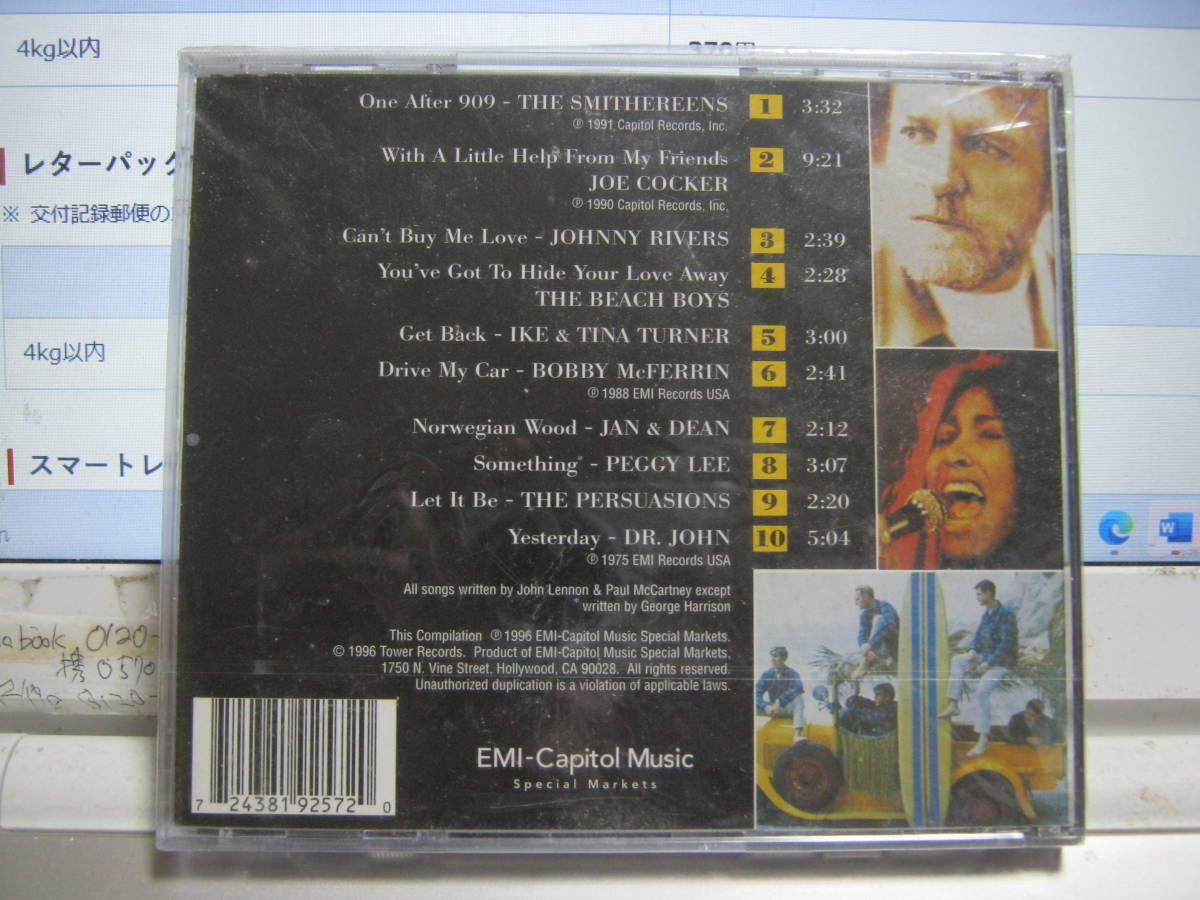 4kg以内
レターパック
※ 交付記録郵便の
4kg以内
スマートレ
One After 909 - THE SMITHEREENS 1 3:32
℗ 1991 Capitol Records, Inc.
With A Little Help From My Friends 2 9:21
JOE COCKER
℗ 1990 Capitol Records, Inc.
Can't Buy Me Love - JOHNNY RIVERS 3 2:39
You've Got To Hide Your Love Away 4 2:28
THE BEACH BOYS
Get Back - IKE & TINA TURNER 5 3:00
Drive My Car - BOBBY McFERRIN 6 2:41
℗ 1988 EMI Records USA
Norwegian Wood - JAN & DEAN 7 2:12
Something* - PEGGY LEE 8 3:07
Let It Be - THE PERSUASIONS 9 2:20
Yesterday - DR. JOHN 10 5:04
℗ 1975 EMI Records USA
All songs written by John Lennon & Paul McCartney except
* written by George Harrison
This Compilation ℗ 1996 EMI-Capitol Music Special Markets.
© 1996 Tower Records. Product of EMI-Capitol Music Special Markets.
1750 N. Vine Street, Hollywood, CA 90028. All rights reserved.
Unauthorized duplication is a violation of applicable laws.
EMI-Capitol Music
Special Markets
7 24381 92572 0
book 0120-
携 0570
W